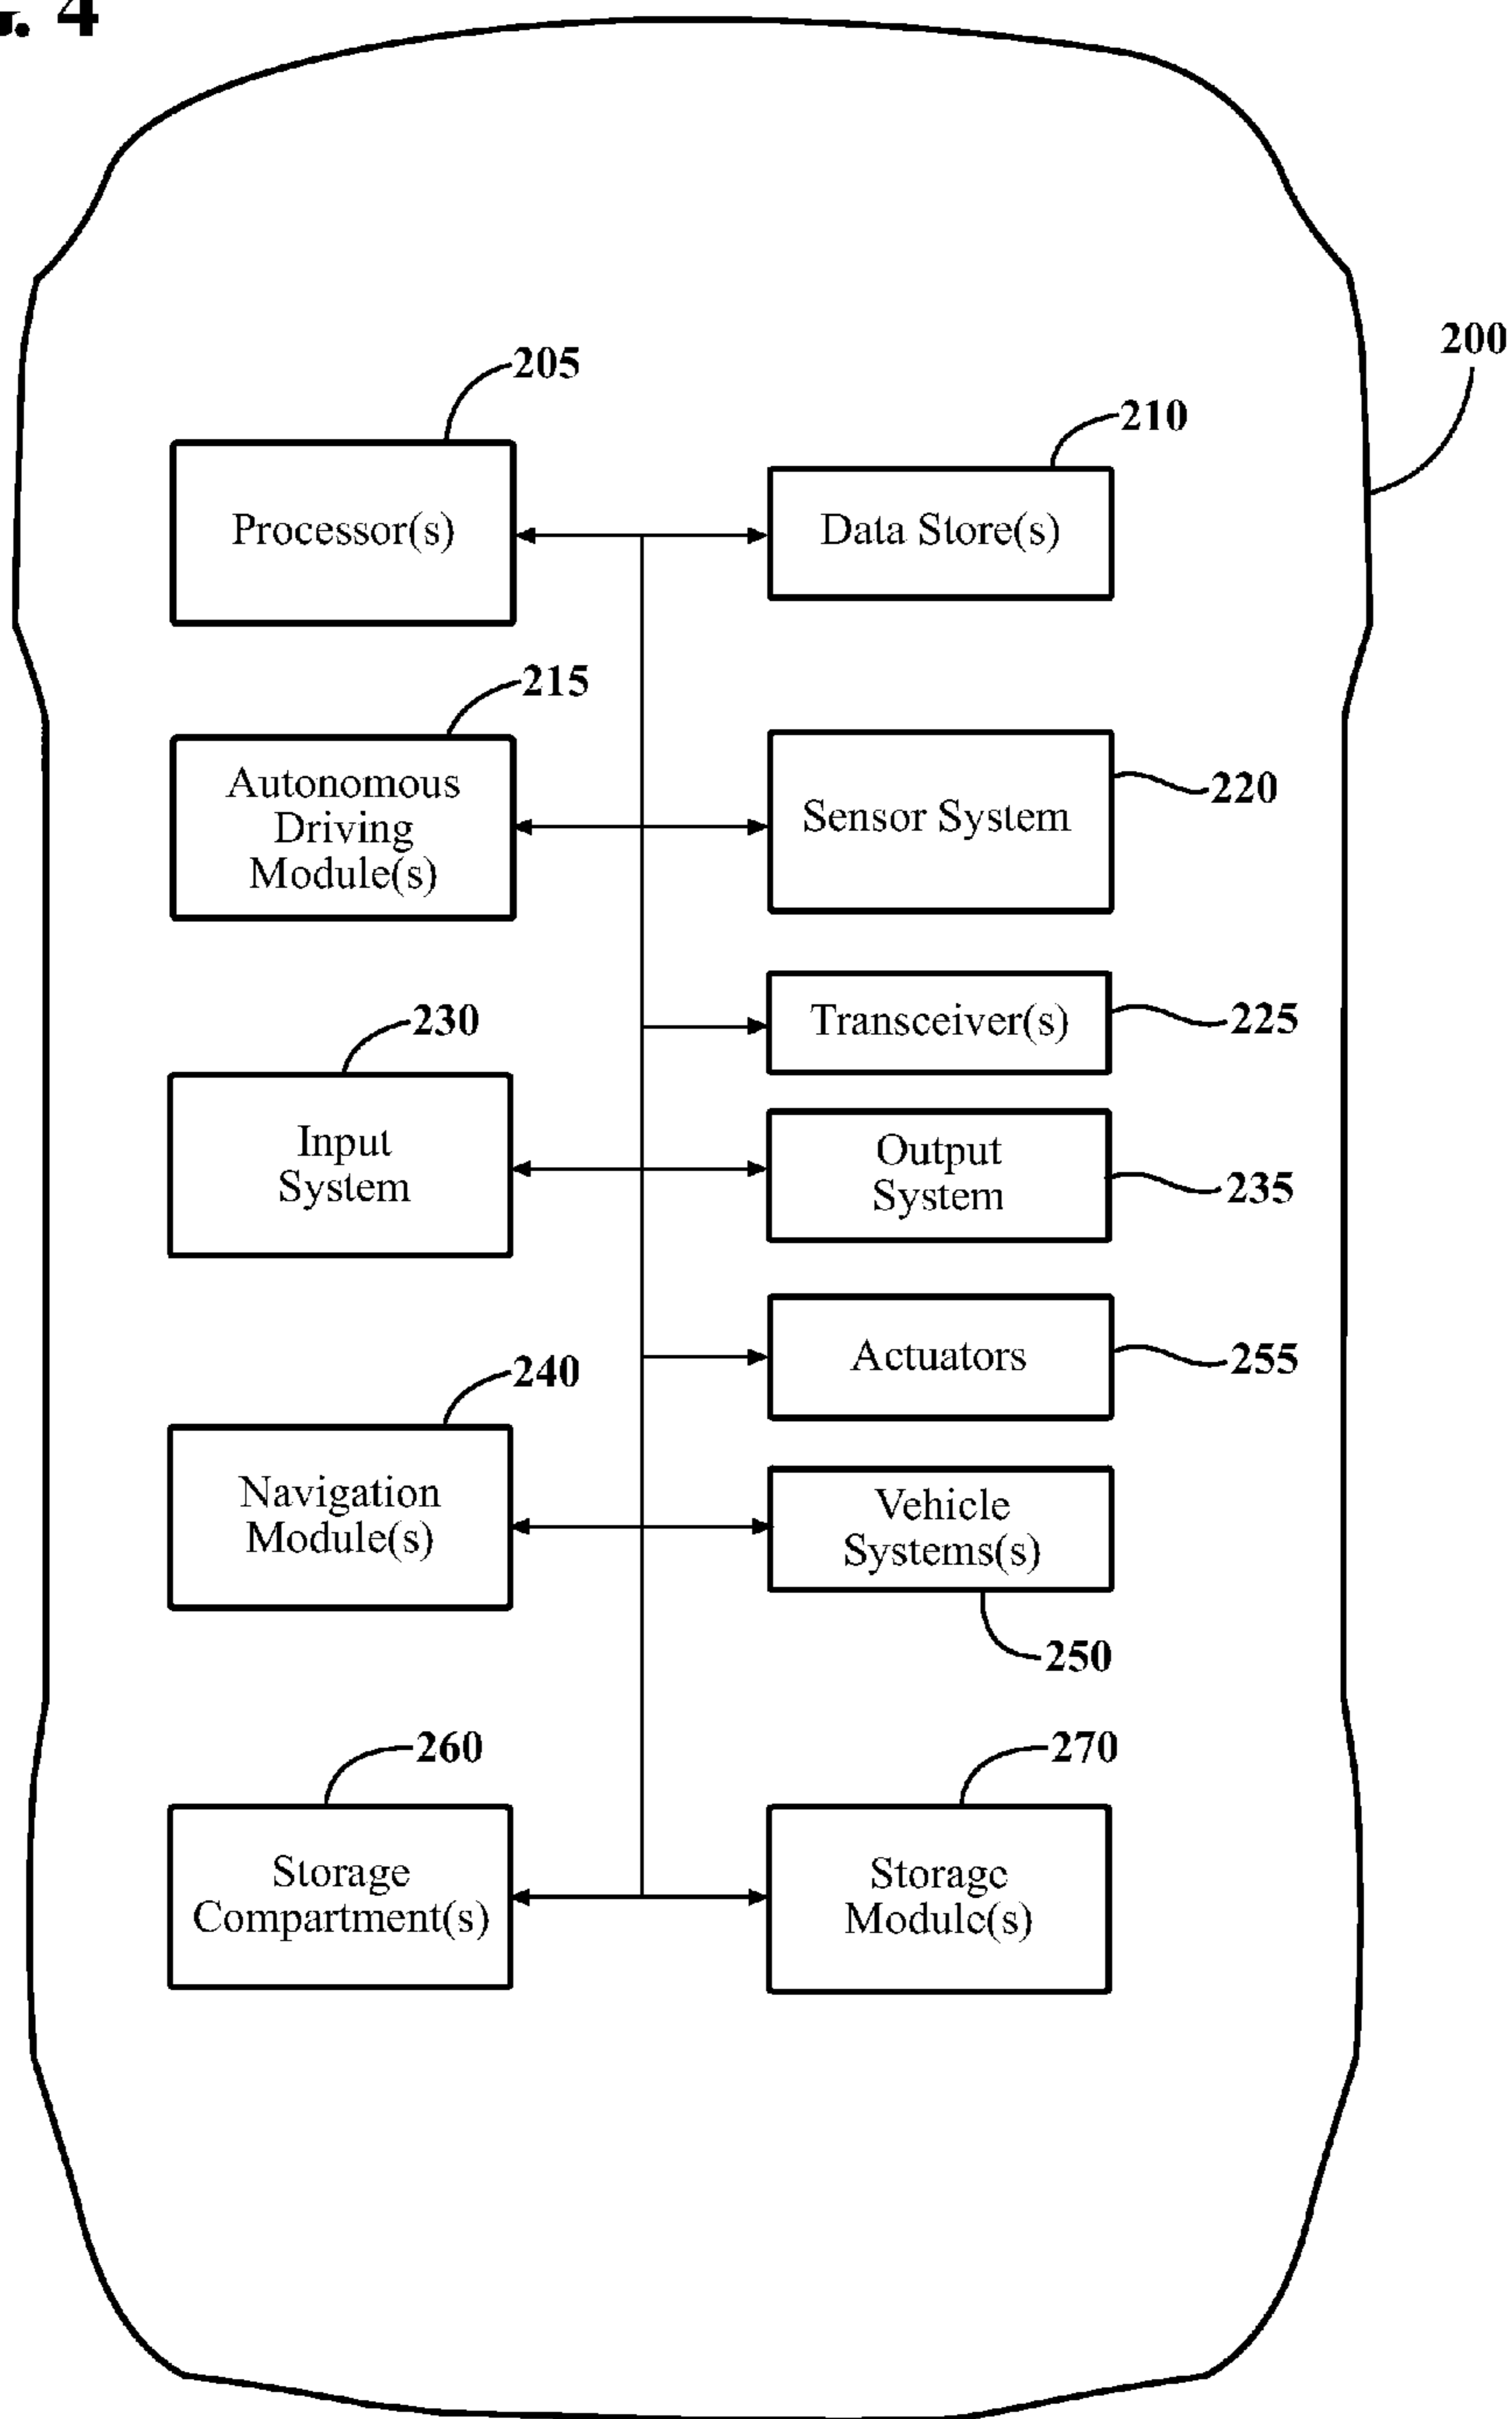 . 4
200
205
210
Processor(s)
Data Store(s)
215
Autonomous
Driving
Module(s)
Sensor System
220
Transceiver(s)
225
230
Input
System
Output
System
235
Actuators
255
240
Navigation
Module(s)
Vehicle
Systems(s)
250
260
270
Storage
Compartment(s)
Storage
Module(s)